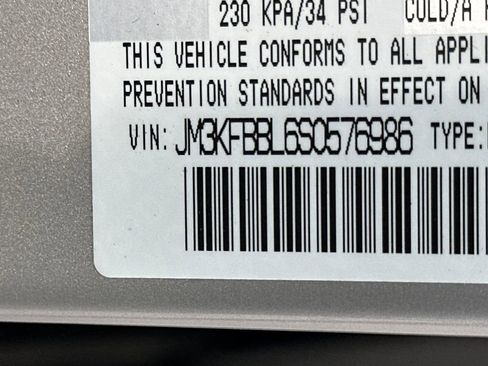 230 KPA/34 PSI COLD/A
THIS VEHICLE CONFORMS TO ALL APPLI
PREVENTION STANDARDS IN EFFECT ON
VIN: JM3KFBBL6S0576986 TYPE: